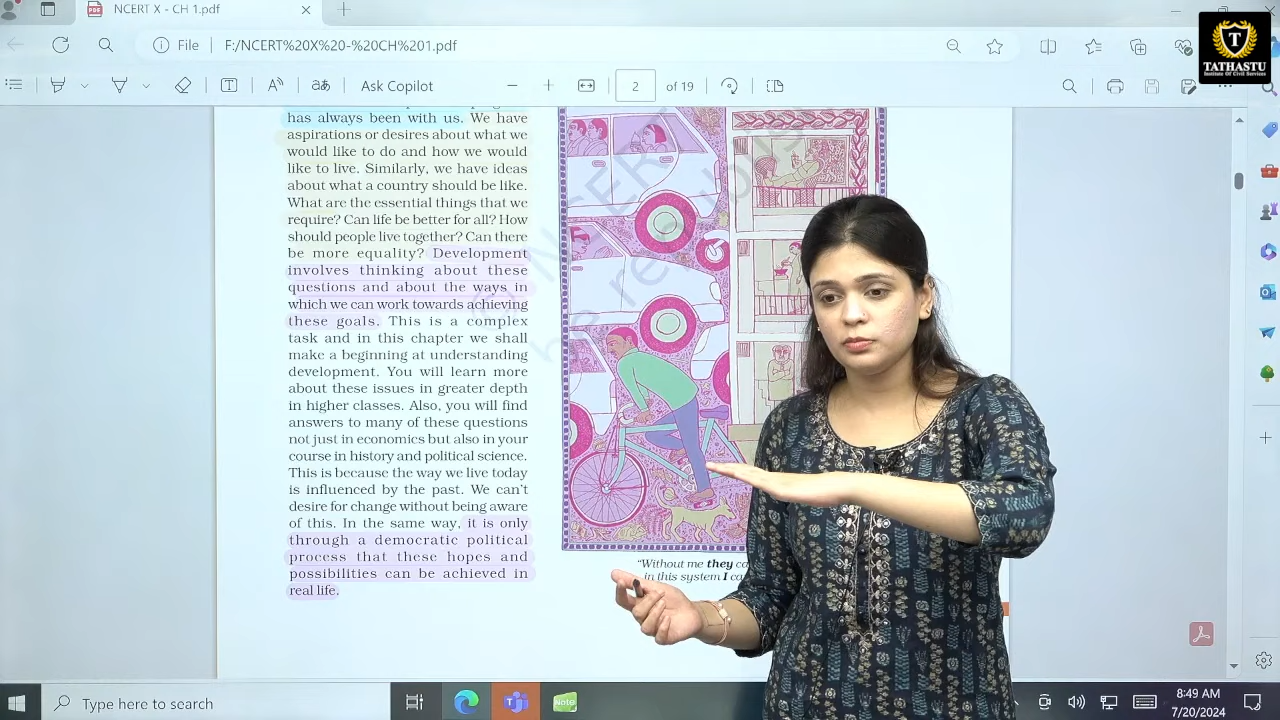 NCERT X - CH 1.pdf
File
F:/NCERT%20X%20-%20CH%201.pdf
T
TATHASTU
Institute Of Civil Services
Ask Copilot
2
of 19
has always been with us. We have
aspirations or desires about what we
would like to do and how we would
like to live. Similarly, we have ideas
about what a country should be like.
What are the essential things that we
require? Can life be better for all? How
should people live together? Can there
be more equality? Development
involves thinking about these
questions and about the ways in
which we can work towards achieving
these goals. This is a complex
task and in this chapter we shall
make a beginning at understanding
development. You will learn more
about these issues in greater depth
in higher classes. Also, you will find
answers to many of these questions
not just in economics but also in your
course in history and political science.
This is because the way we live today
is influenced by the past. We can't
desire for change without being aware
of this. In the same way, it is only
through a democratic political
process that these hopes and
possibilities can be achieved in
real life.
"Without me they
in this system I
Type here to search
Note
8:49 AM
7/20/2024